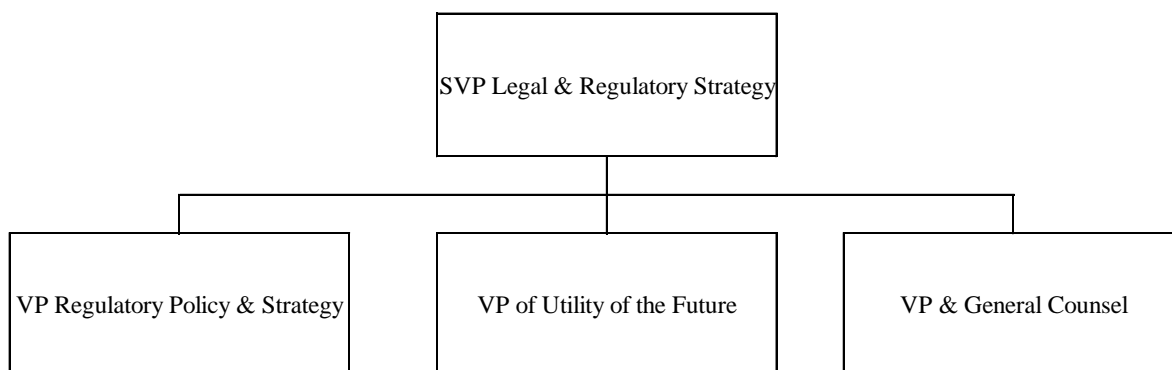 SVP Legal & Regulatory Strategy
VP Regulatory Policy & Strategy
VP of Utility of the Future
VP & General Counsel